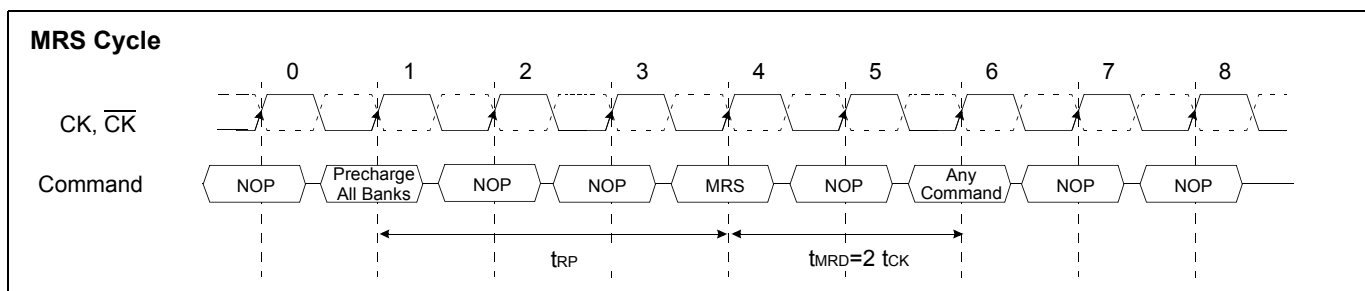 MRS Cycle
0 1 2 3 4 5 6 7 8
CK, C̅K̅
Command
NOP Precharge All Banks NOP NOP MRS NOP Any Command NOP NOP
tRP tMRD=2 tCK